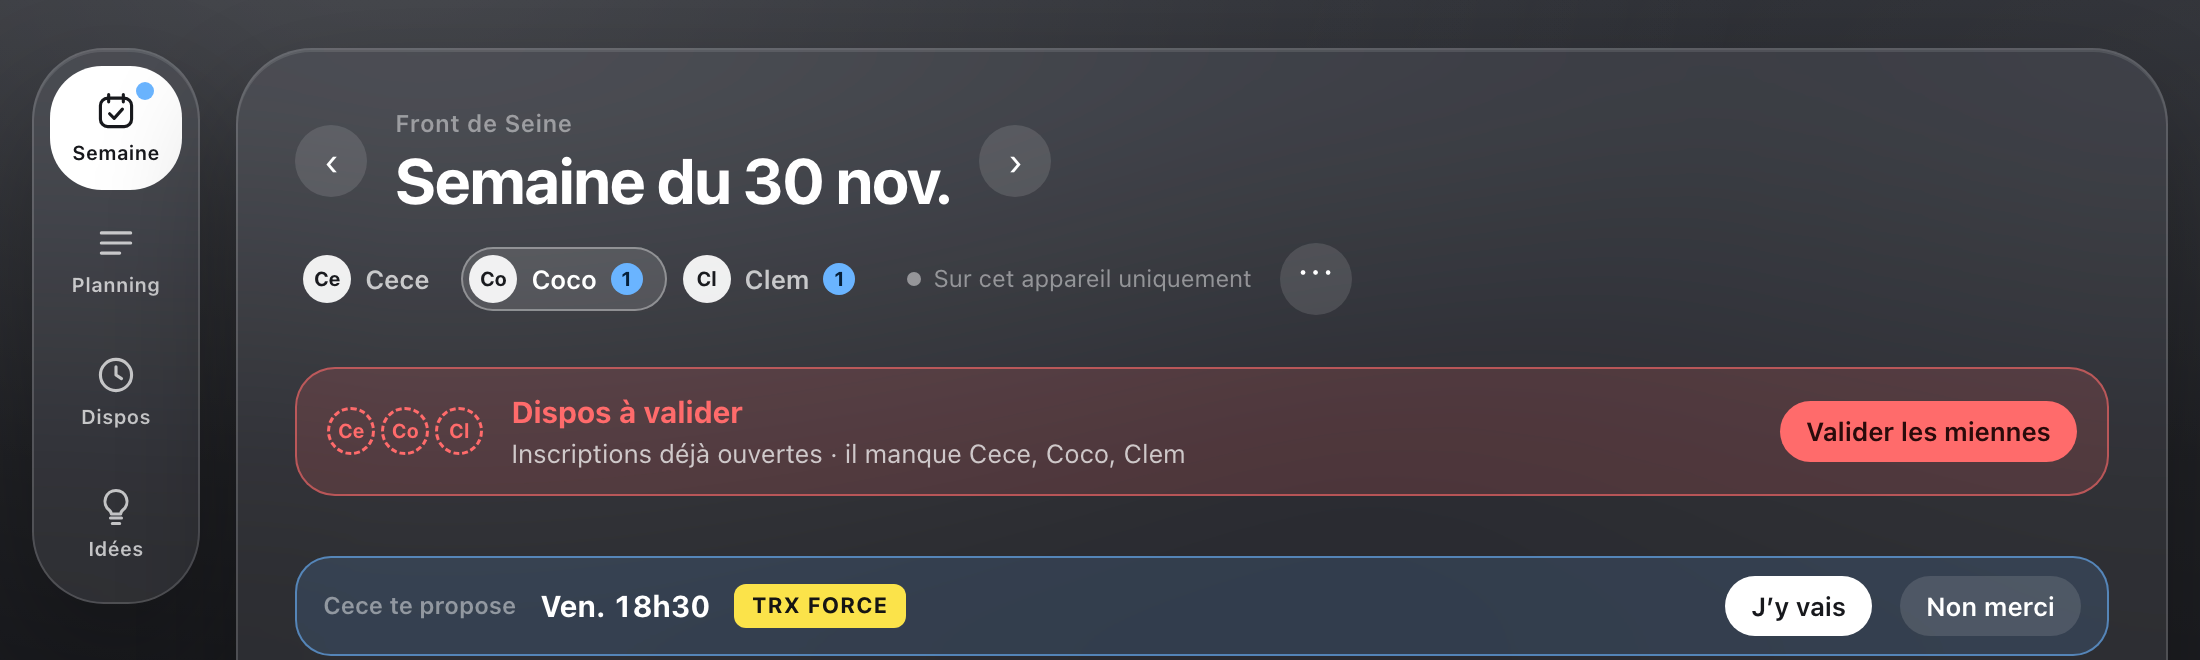 Semaine
Planning
Dispos
Idées
Front de Seine
‹ Semaine du 30 nov. ›
Ce Cece Co Coco 1 Cl Clem 1 Sur cet appareil uniquement ···
Ce Co Cl
Dispos à valider
Inscriptions déjà ouvertes · il manque Cece, Coco, Clem
Valider les miennes
Cece te propose Ven. 18h30 TRX FORCE J’y vais Non merci